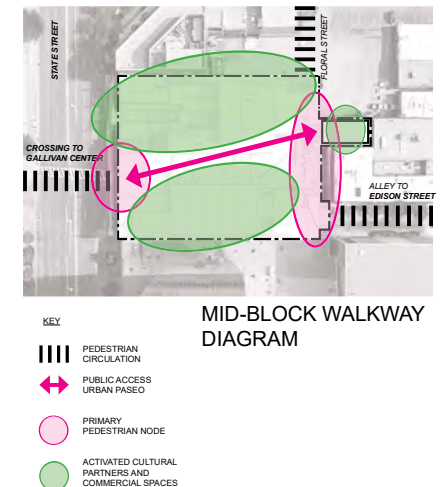 STATE STREET
FLORAL STREET
CROSSING TO
GALLIVAN CENTER
ALLEY TO
EDISON STREET
MID-BLOCK WALKWAY
DIAGRAM
KEY
PEDESTRIAN
CIRCULATION
PUBLIC ACCESS
URBAN PASEO
PRIMARY
PEDESTRIAN NODE
ACTIVATED CULTURAL
PARTNERS AND
COMMERCIAL SPACES